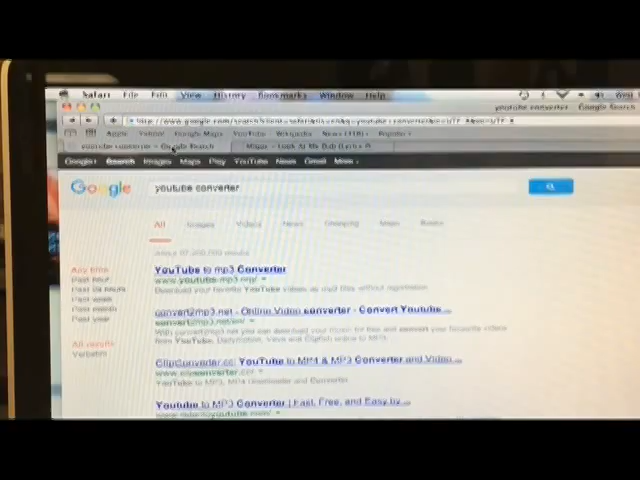 Safari File Edit View History Bookmarks Window Help
youtube converter - Google Search
Apple Yahoo! Google Maps YouTube Wikipedia News Popular
youtube converter - Google Search
Google+ Search Images Maps Play YouTube News Gmail More
Google youtube converter
All Images Videos News Shopping Maps Books
Any time
Past hour
Past 24 hours
Past week
Past month
Past year
All results
Verbatim
YouTube to mp3 Converter
www.youtube-mp3.org/
Download your favorite YouTube videos as mp3 files without registration.
convert2mp3.net - Online Video converter - Convert Youtube...
convert2mp3.net/en/
With convert2mp3.net you can download your music for free and convert your favourite videos
from YouTube, Dailymotion, Vevo and Clipfish online to MP3,
ClipConverter.cc: YouTube to MP4 & MP3 Converter and Video...
www.clipconverter.cc/
YouTube to MP3, MP4 Downloader and Converter
Youtube to MP3 Converter | Fast, Free, and Easy by...